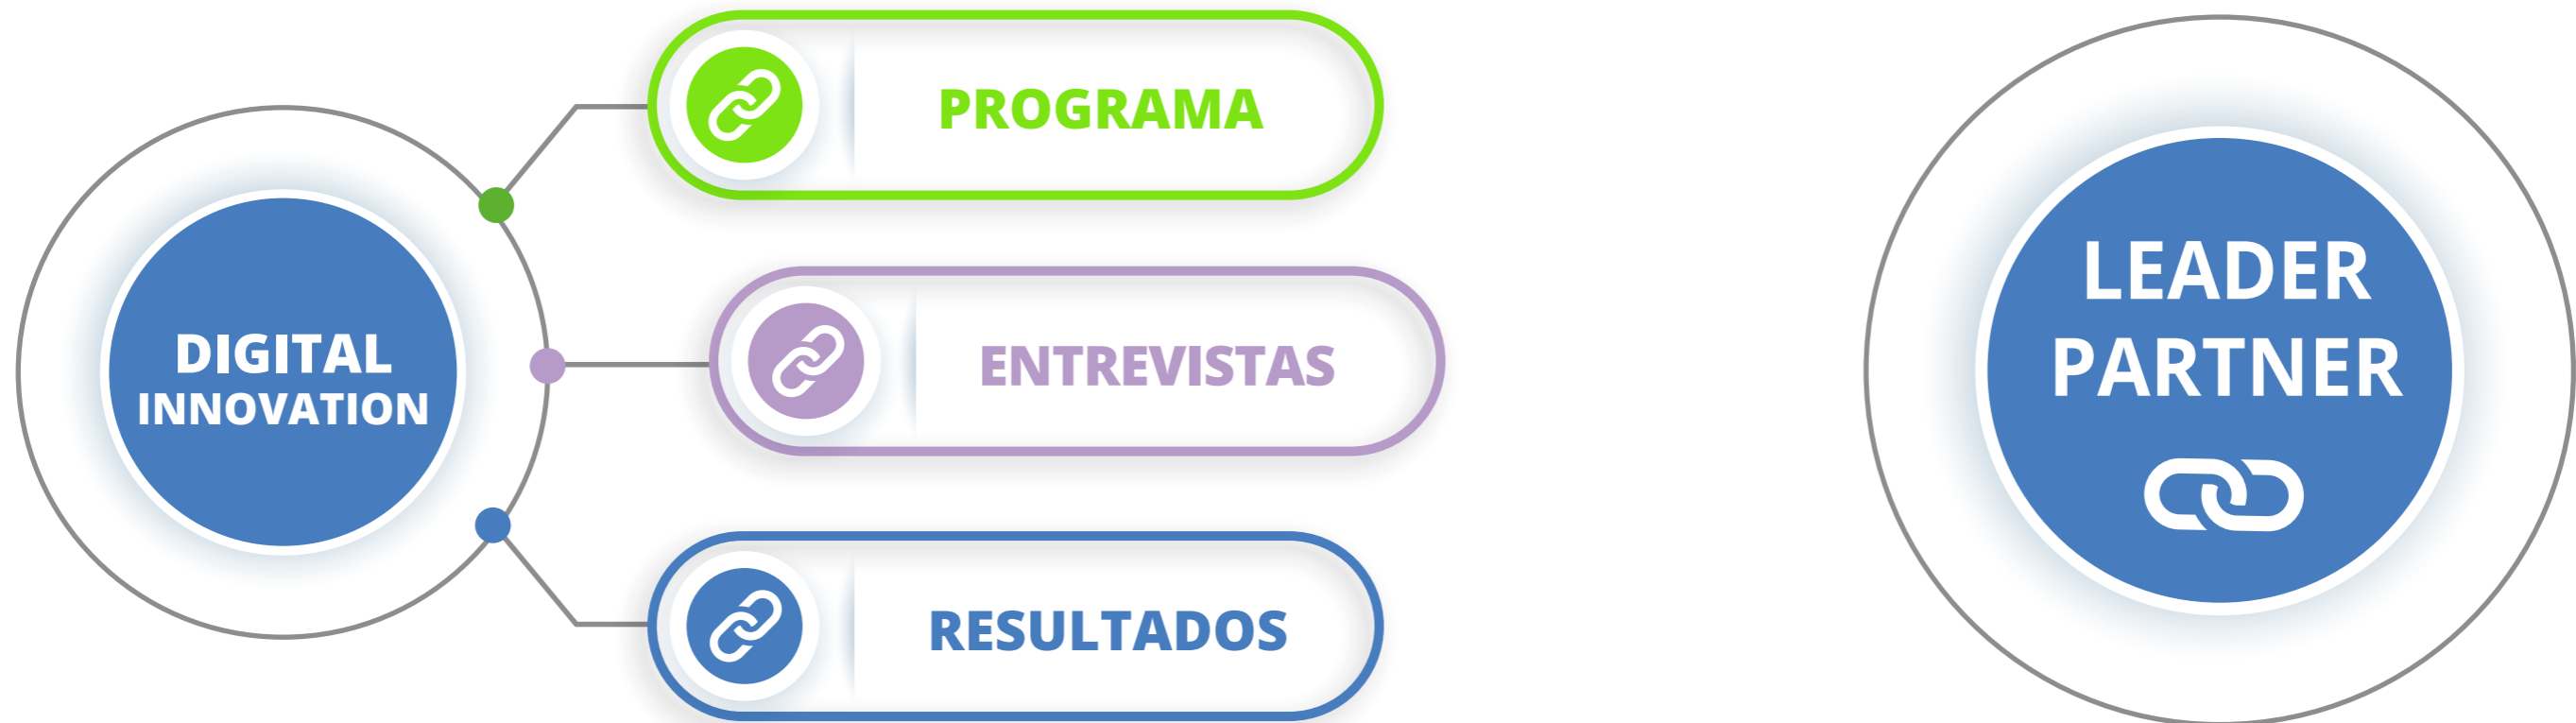 DIGITAL
INNOVATION
PROGRAMA
ENTREVISTAS
RESULTADOS
LEADER
PARTNER